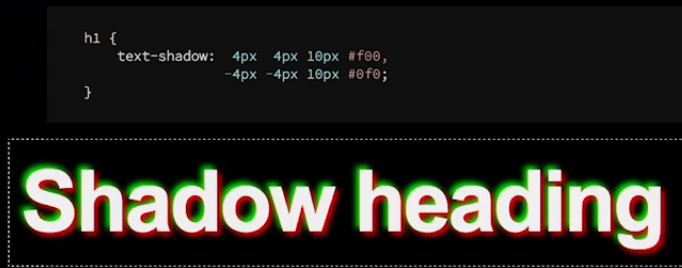 h1 {
    text-shadow:  4px  4px 10px #f00,
                 -4px -4px 10px #0f0;
}
Shadow heading